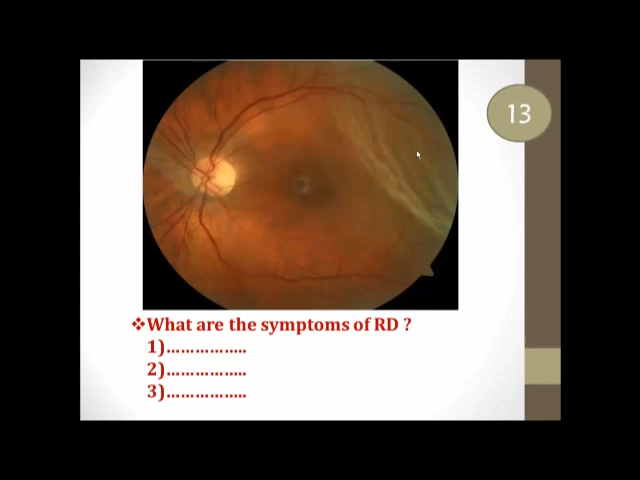 13
❖What are the symptoms of RD ?
1)……………..
2)……………..
3)……………..